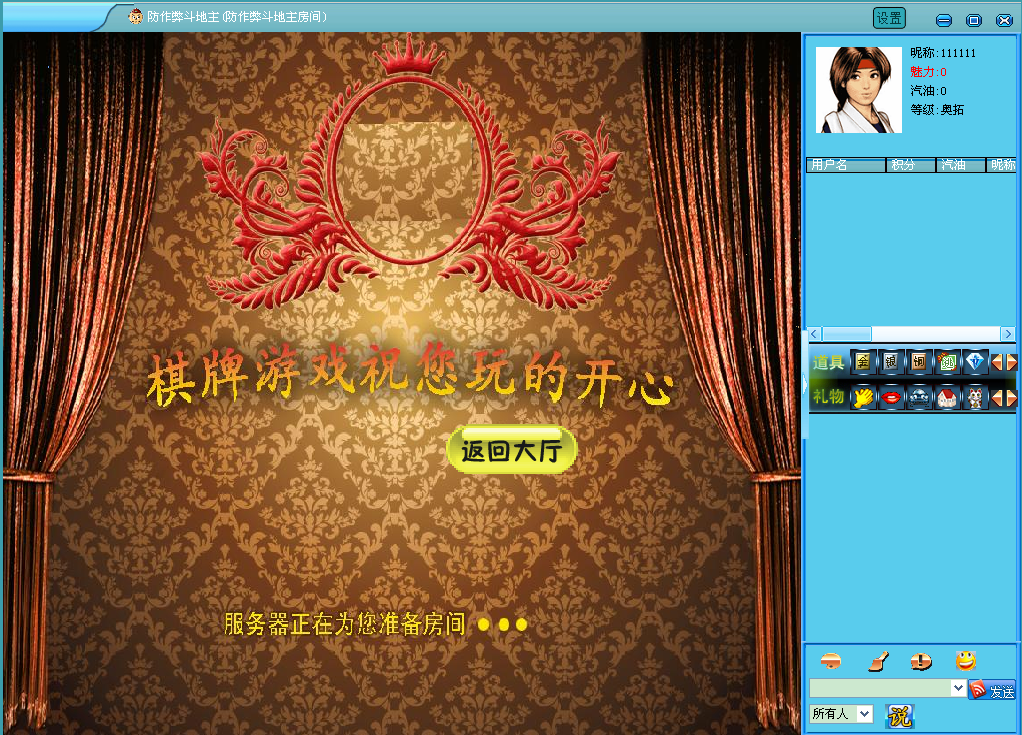 防作弊斗地主(防作弊斗地主房间)
设置
昵称:111111
魅力:0
汽油:0
等级:奥拓
用户名 积分 汽油 昵称
道具 金 银 铜
礼物
棋牌游戏祝您玩的开心
返回大厅
服务器正在为您准备房间
发送
所有人
说